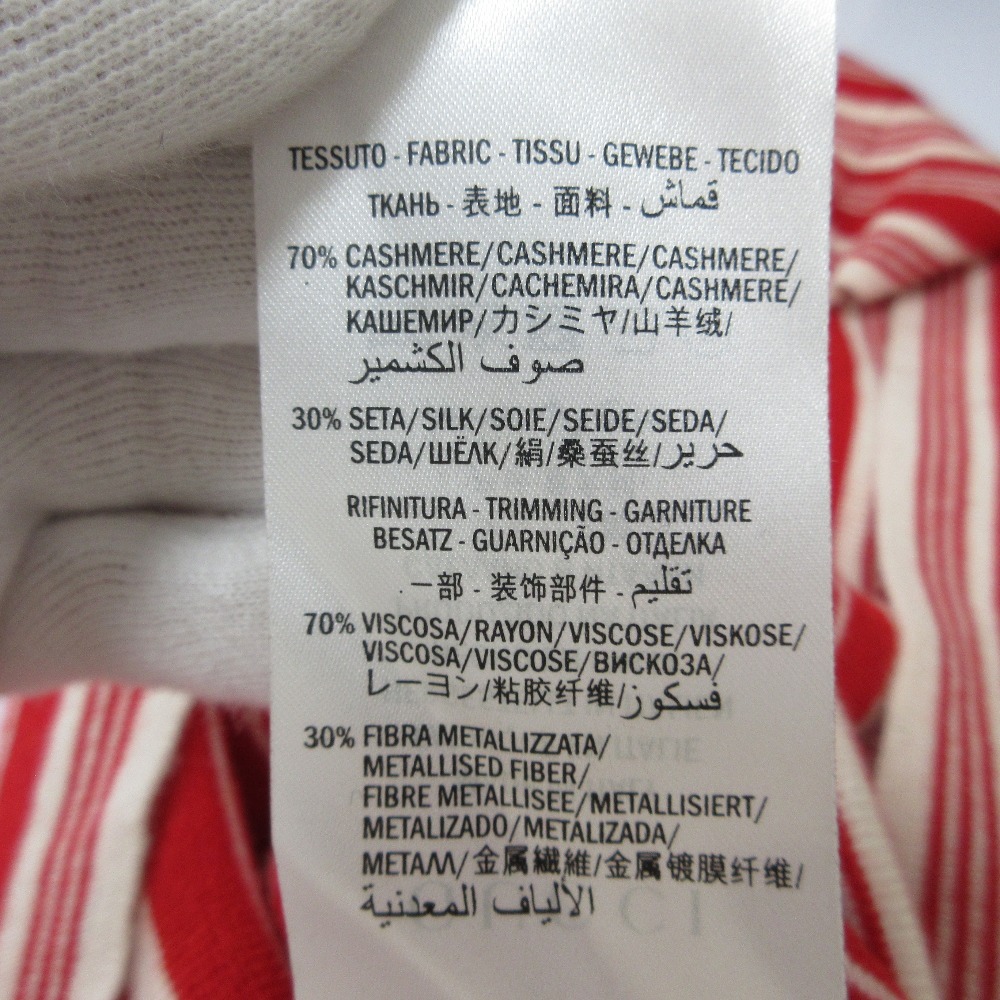 TESSUTO - FABRIC - TISSU - GEWEBE - TECIDO
ТКАНЬ - 表地 - 面料 - قماش
70% CASHMERE/CASHMERE/CASHMERE/
KASCHMIR/CACHEMIRA/CASHMERE/
КАШЕМИР/カシミヤ/山羊绒/
صوف الكشمير
30% SETA/SILK/SOIE/SEIDE/SEDA/
SEDA/ШЁЛК/絹/桑蚕丝/حرير
RIFINITURA - TRIMMING - GARNITURE
BESATZ - GUARNIÇÃO - ОТДЕЛКА
一部 - 装饰部件 - تقليم
70% VISCOSA/RAYON/VISCOSE/VISKOSE/
VISCOSA/VISCOSE/ВИСКОЗА/
レーヨン/粘胶纤维/فسكوز
30% FIBRA METALLIZZATA/
METALLISED FIBER/
FIBRE METALLISEE/METALLISIERT/
METALIZADO/METALIZADA/
МЕТАЛЛ/金属繊維/金属镀膜纤维/
الألياف المعدنية